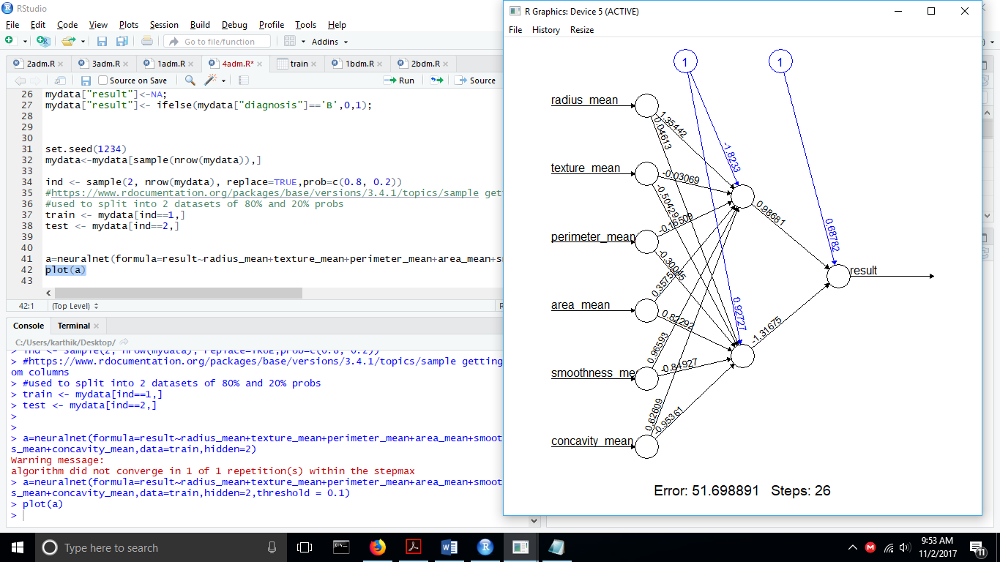 RStudio
File Edit Code View Plots Session Build Debug Profile Tools Help
Go to file/function Addins
2adm.R 3adm.R 1adm.R 4adm.R* train 1bdm.R 2bdm.R
Source on Save Run Source
26 mydata["result"]<-NA;
27 mydata["result"]<- ifelse(mydata["diagnosis"]=='B',0,1);
28
29
30
31 set.seed(1234)
32 mydata<-mydata[sample(nrow(mydata)),]
33
34 ind <- sample(2, nrow(mydata), replace=TRUE,prob=c(0.8, 0.2))
35 #https://www.rdocumentation.org/packages/base/versions/3.4.1/topics/sample get
36 #used to split into 2 datasets of 80% and 20% probs
37 train <- mydata[ind==1,]
38 test <- mydata[ind==2,]
39
40
41 a=neuralnet(formula=result~radius_mean+texture_mean+perimeter_mean+area_mean+s
42 plot(a)
43
42:1 (Top Level)
Console Terminal
C:/Users/karthik/Desktop/
> ind <- sample(2, nrow(mydata), replace=TRUE,prob=c(0.8, 0.2))
> #https://www.rdocumentation.org/packages/base/versions/3.4.1/topics/sample getting
om columns
> #used to split into 2 datasets of 80% and 20% probs
> train <- mydata[ind==1,]
> test <- mydata[ind==2,]
>
>
> a=neuralnet(formula=result~radius_mean+texture_mean+perimeter_mean+area_mean+smoot
s_mean+concavity_mean,data=train,hidden=2)
Warning message:
algorithm did not converge in 1 of 1 repetition(s) within the stepmax
> a=neuralnet(formula=result~radius_mean+texture_mean+perimeter_mean+area_mean+smoot
s_mean+concavity_mean,data=train,hidden=2,threshold = 0.1)
> plot(a)
>
R Graphics: Device 5 (ACTIVE)
File History Resize
1 1
radius_mean
1.35442
0.04613
-1.8233
texture_mean
-0.03069
-0.50429
0.98681
0.68782
perimeter_mean
-0.16509
result
area_mean
0.82292
0.92727
-1.31675
0.96593
smoothness_me
-0.84927
0.62609
-0.95361
concavity_mean
Error: 51.698891 Steps: 26
Type here to search
9:53 AM
11/2/2017
11